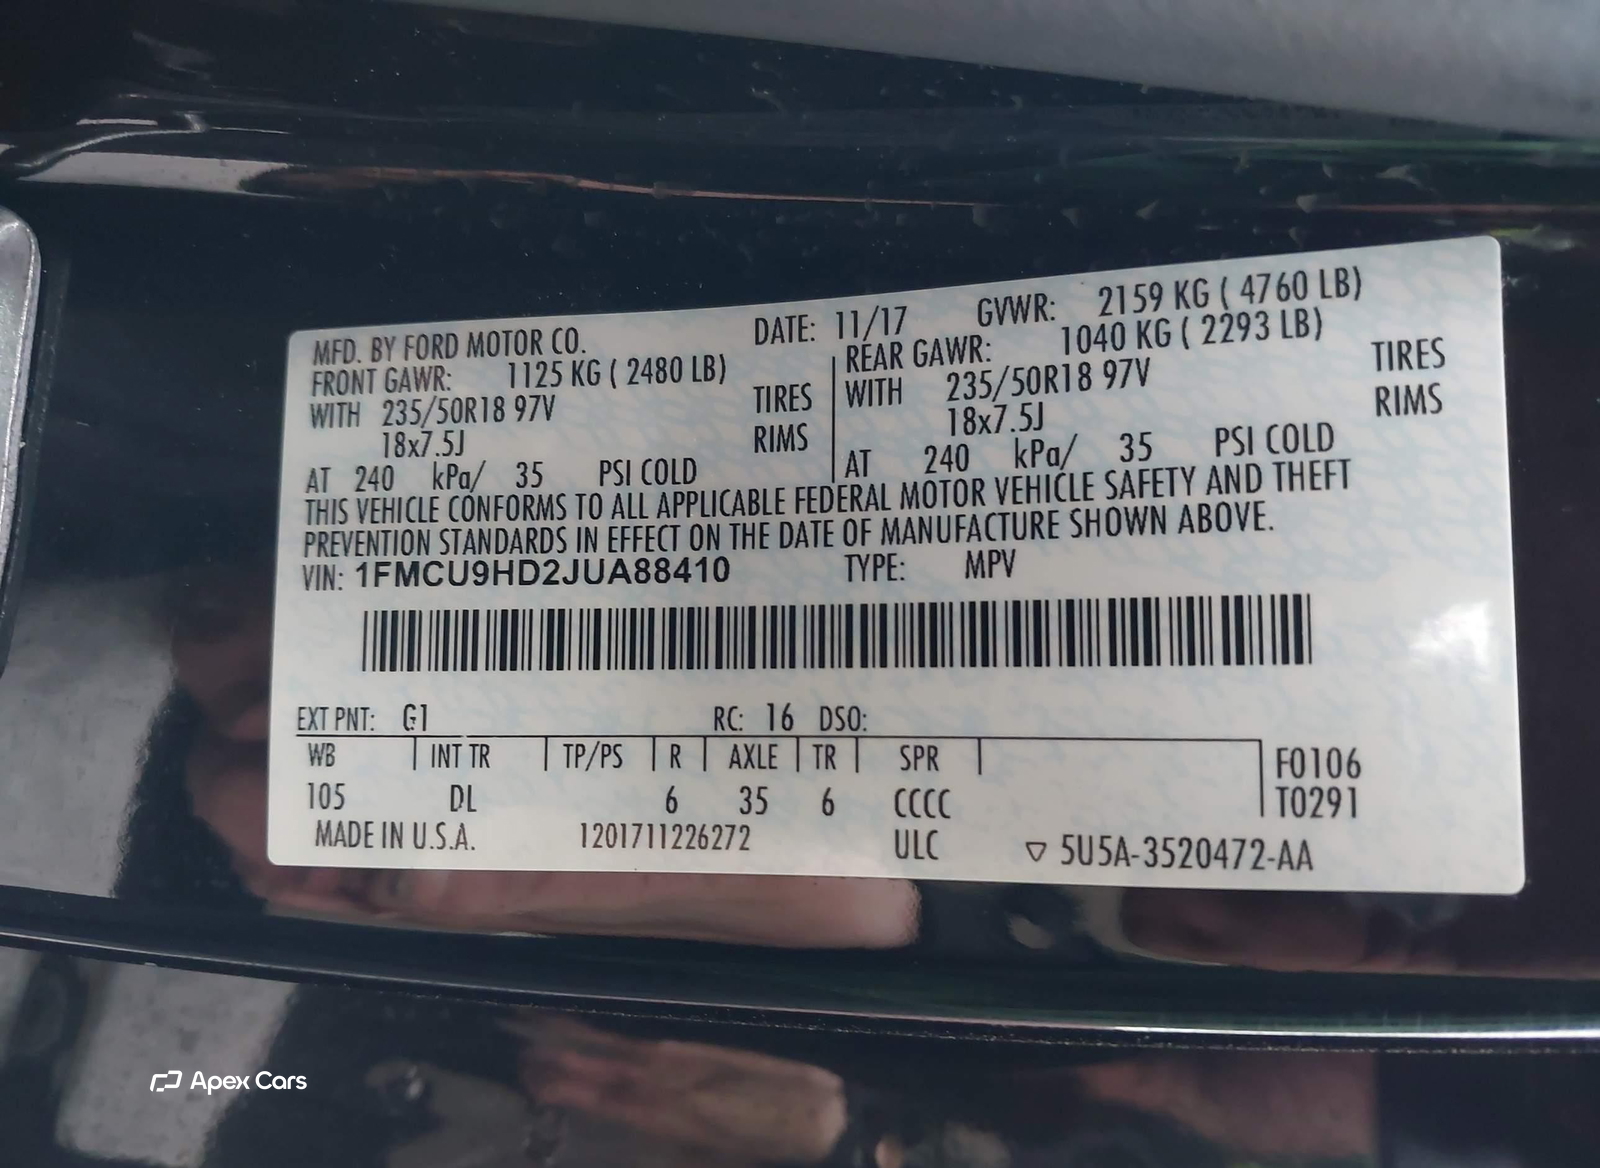 MFD. BY FORD MOTOR CO. DATE: 11/17 GVWR: 2159 KG ( 4760 LB)
FRONT GAWR: 1125 KG ( 2480 LB) REAR GAWR: 1040 KG ( 2293 LB)
WITH 235/50R18 97V TIRES WITH 235/50R18 97V TIRES
18x7.5J RIMS 18x7.5J RIMS
AT 240 kPa/ 35 PSI COLD AT 240 kPa/ 35 PSI COLD
THIS VEHICLE CONFORMS TO ALL APPLICABLE FEDERAL MOTOR VEHICLE SAFETY AND THEFT
PREVENTION STANDARDS IN EFFECT ON THE DATE OF MANUFACTURE SHOWN ABOVE.
VIN: 1FMCU9HD2JUA88410 TYPE: MPV
EXT PNT: G1 RC: 16 DSO:
WB INT TR TP/PS R AXLE TR SPR F0106
105 DL 6 35 6 CCCC T0291
MADE IN U.S.A. 1201711226272 ULC 5U5A-3520472-AA
Apex Cars